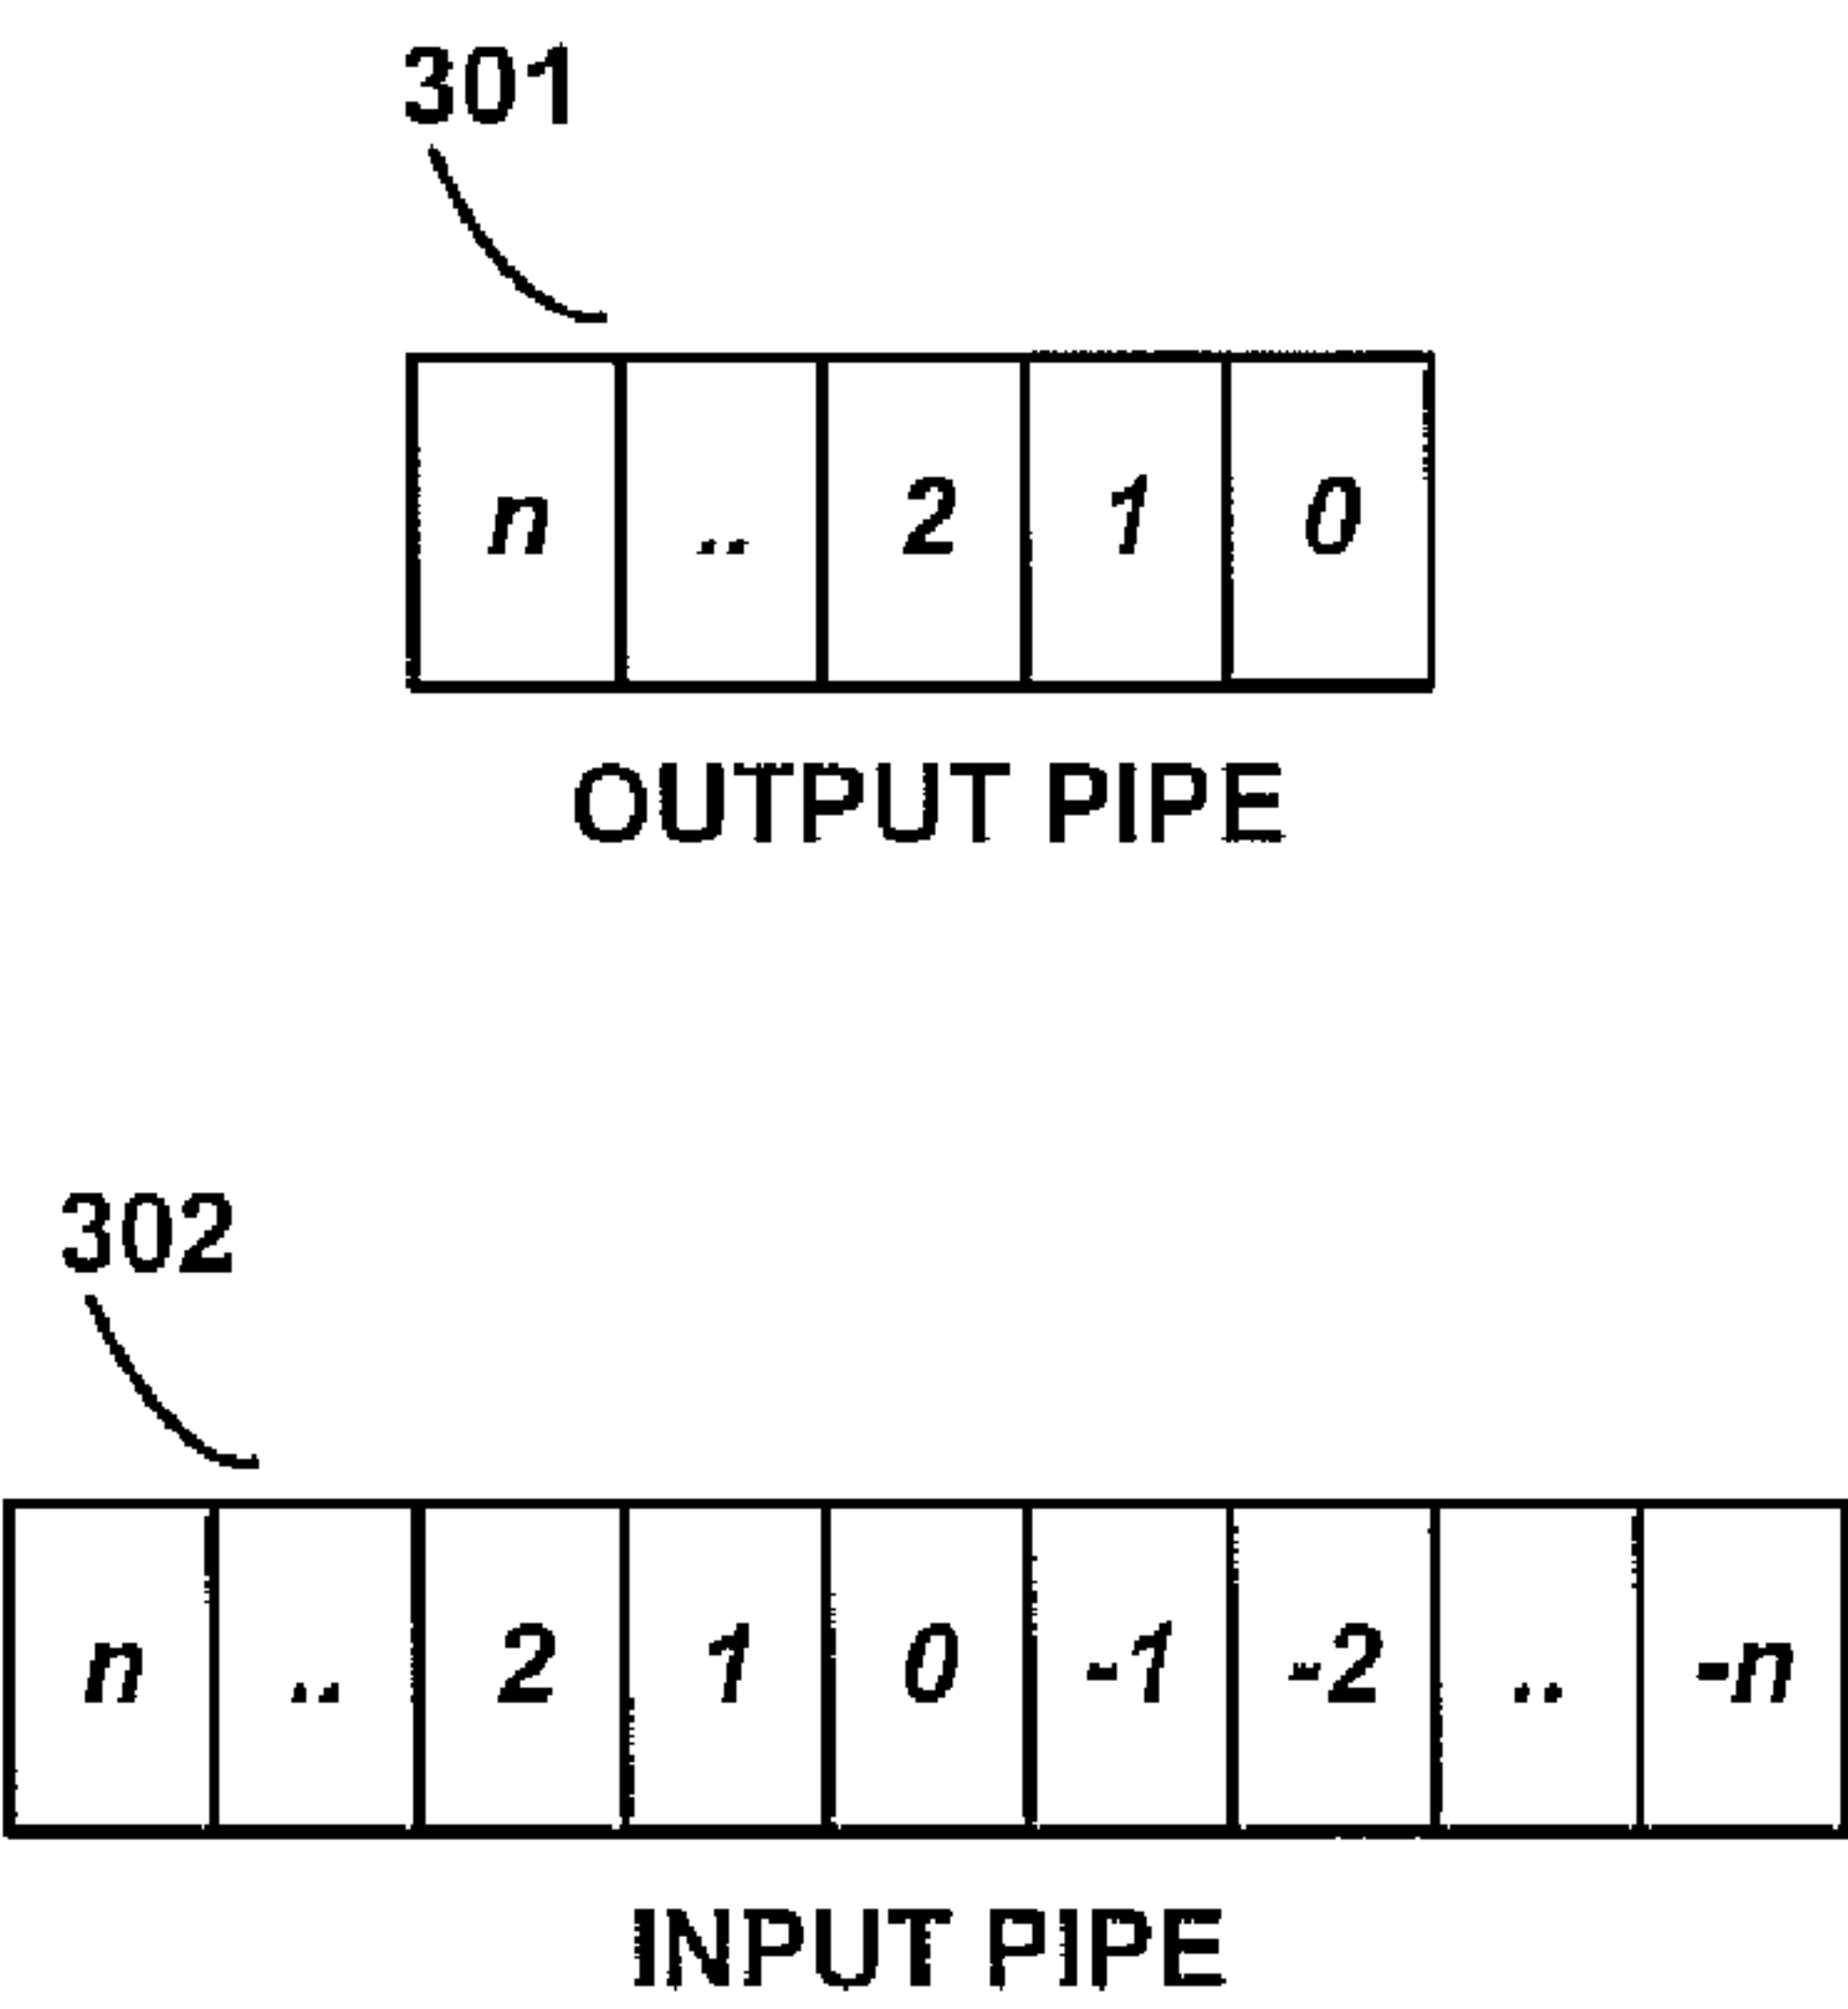 301
n .. 2 1 0
OUTPUT PIPE
302
n .. 2 1 0 -1 -2 .. -n
INPUT PIPE